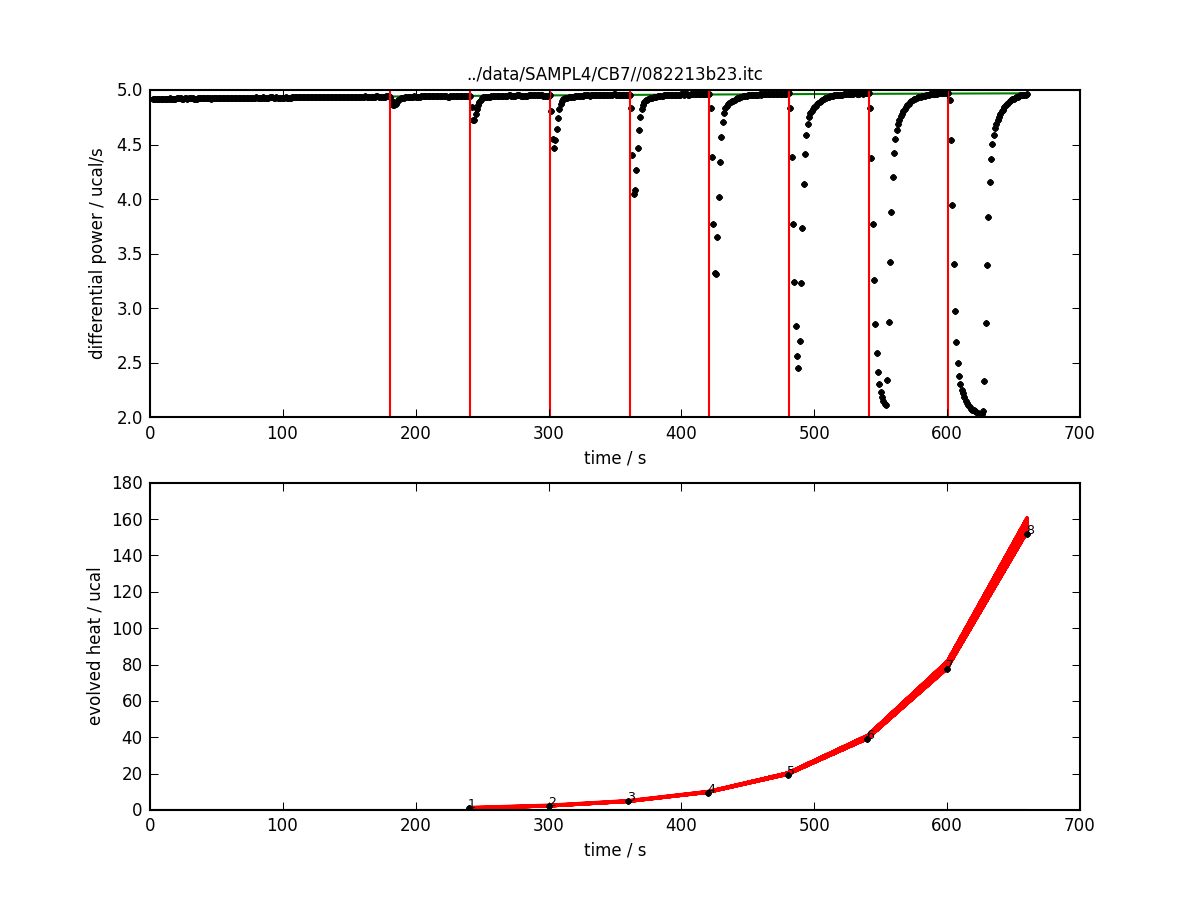 ../data/SAMPL4/CB7//082213b23.itc
5.0
4.5
4.0
3.5
3.0
2.5
2.0
differential power / ucal/s
0 100 200 300 400 500 600 700
time / s
180
160
140
120
100
80
60
40
20
0
evolved heat / ucal
1 2 3 4 5 6 7 8
0 100 200 300 400 500 600 700
time / s